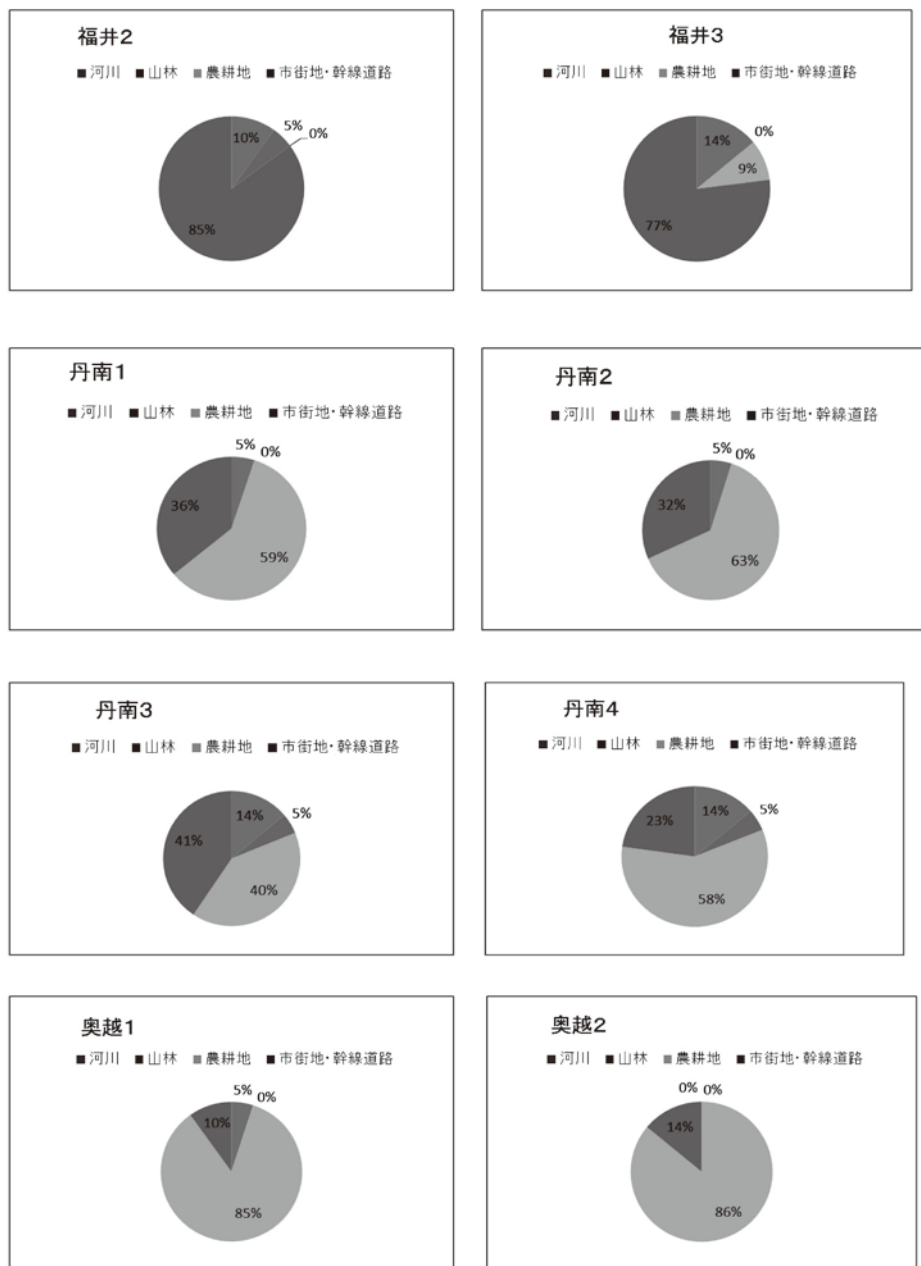 福井2
■河川 ■山林 ■農耕地 ■市街地・幹線道路
10%
5%
0%
85%
福井3
■河川 ■山林 ■農耕地 ■市街地・幹線道路
14%
0%
9%
77%
丹南1
■河川 ■山林 ■農耕地 ■市街地・幹線道路
5%
0%
36%
59%
丹南2
■河川 ■山林 ■農耕地 ■市街地・幹線道路
5%
0%
32%
63%
丹南3
■河川 ■山林 ■農耕地 ■市街地・幹線道路
14%
5%
41%
40%
丹南4
■河川 ■山林 ■農耕地 ■市街地・幹線道路
14%
5%
23%
58%
奥越1
■河川 ■山林 ■農耕地 ■市街地・幹線道路
5%
0%
10%
85%
奥越2
■河川 ■山林 ■農耕地 ■市街地・幹線道路
0%
0%
14%
86%